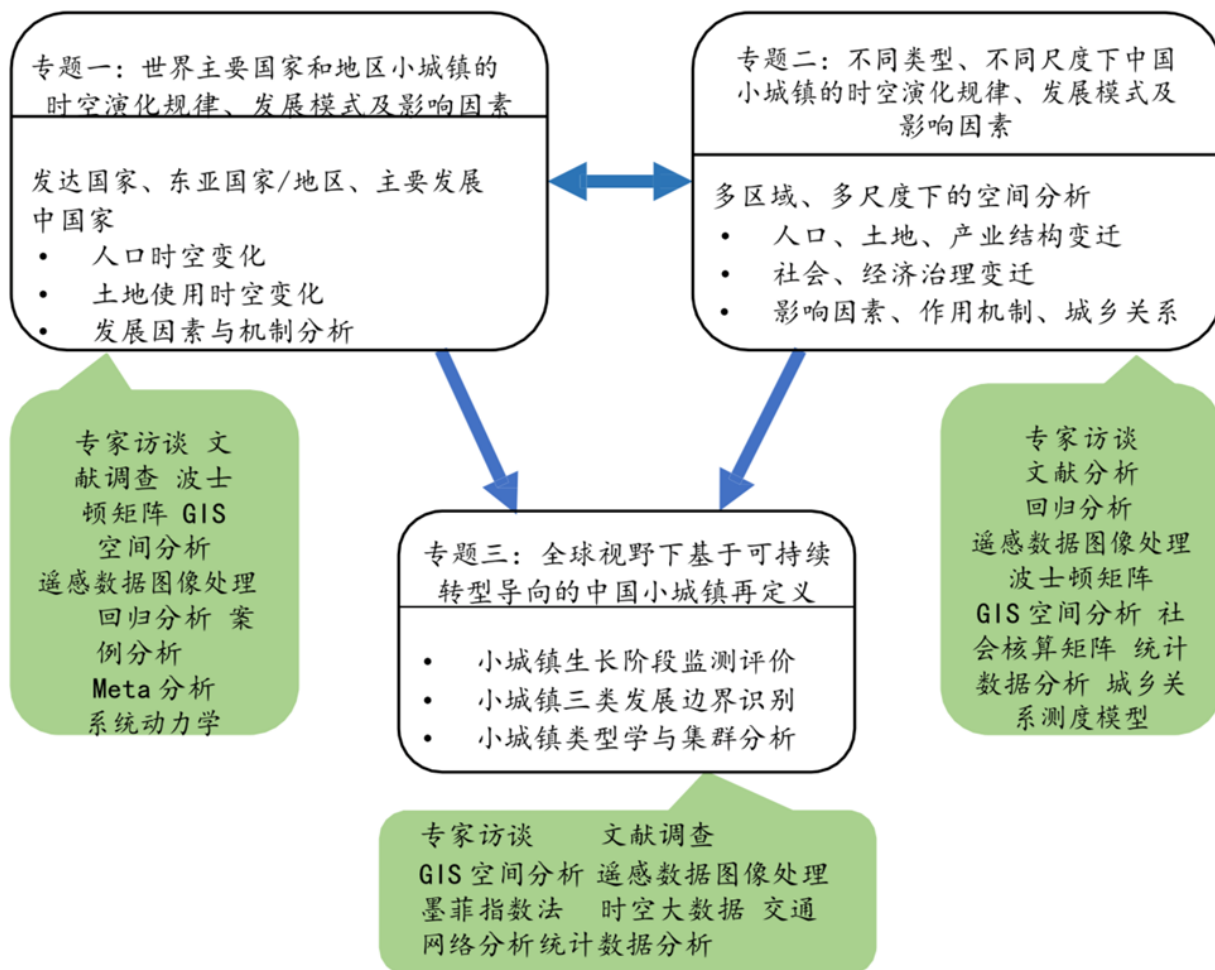 专题一：世界主要国家和地区小城镇的
时空演化规律、发展模式及影响因素
发达国家、东亚国家/地区、主要发展
中国家
• 人口时空变化
• 土地使用时空变化
• 发展因素与机制分析
专题二：不同类型、不同尺度下中国
小城镇的时空演化规律、发展模式及
影响因素
多区域、多尺度下的空间分析
• 人口、土地、产业结构变迁
• 社会、经济治理变迁
• 影响因素、作用机制、城乡关系
专家访谈 文
献调查 波士
顿矩阵 GIS
空间分析
遥感数据图像处理
回归分析 案
例分析
Meta 分析
系统动力学
专家访谈
文献分析
回归分析
遥感数据图像处理
波士顿矩阵
GIS 空间分析 社
会核算矩阵 统计
数据分析 城乡关
系测度模型
专题三：全球视野下基于可持续
转型导向的中国小城镇再定义
• 小城镇生长阶段监测评价
• 小城镇三类发展边界识别
• 小城镇类型学与集群分析
专家访谈 文献调查
GIS 空间分析 遥感数据图像处理
墨菲指数法 时空大数据 交通
网络分析统计数据分析